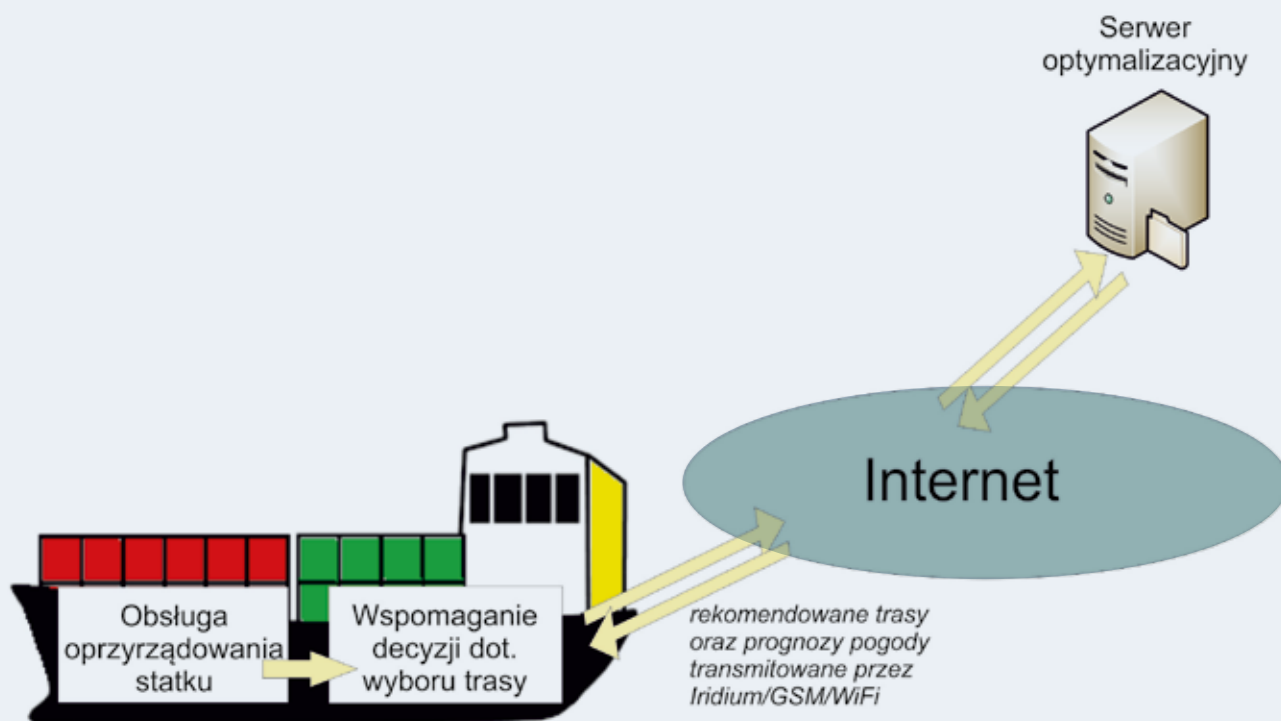 Serwer
optymalizacyjny
Internet
Obsługa
oprzyrządowania
statku
Wspomaganie
decyzji dot.
wyboru trasy
rekomendowane trasy
oraz prognozy pogody
transmitowane przez
Iridium/GSM/WiFi